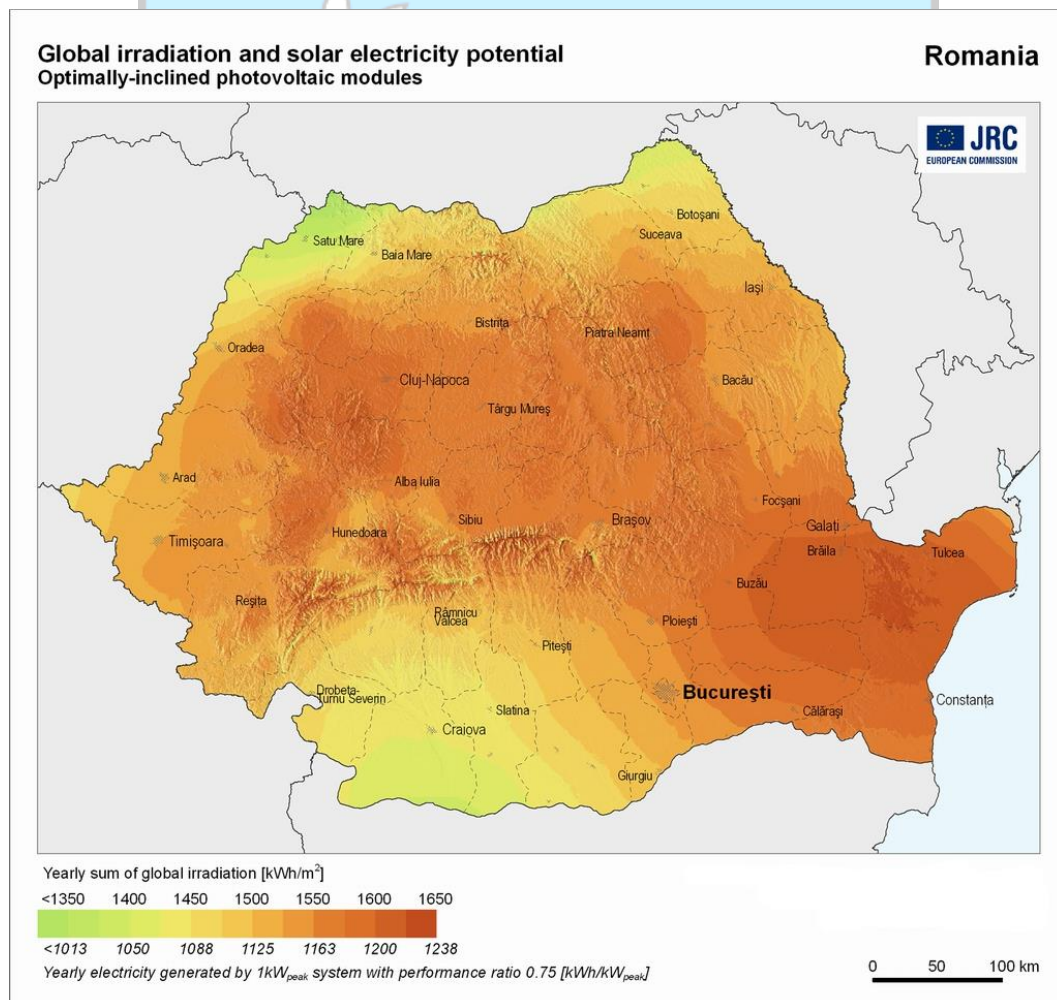 Global irradiation and solar electricity potential
Optimally-inclined photovoltaic modules
Romania
JRC
EUROPEAN COMMISSION
Botoşani
Suceava
Satu Mare
Baia Mare
Iaşi
Bistriţa
Piatra Neamţ
Oradea
Cluj-Napoca
Bacău
Târgu Mureş
Arad
Alba Iulia
Focşani
Sibiu
Braşov
Galaţi
Hunedoara
Timişoara
Brăila
Tulcea
Buzău
Reşiţa
Râmnicu
Vâlcea
Ploieşti
Piteşti
Drobeta-
Turnu Severin
Bucureşti
Constanţa
Slatina
Călăraşi
Craiova
Giurgiu
Yearly sum of global irradiation [kWh/m²]
<1350 1400 1450 1500 1550 1600 1650
<1013 1050 1088 1125 1163 1200 1238
Yearly electricity generated by 1kWpeak system with performance ratio 0.75 [kWh/kWpeak]
0 50 100 km